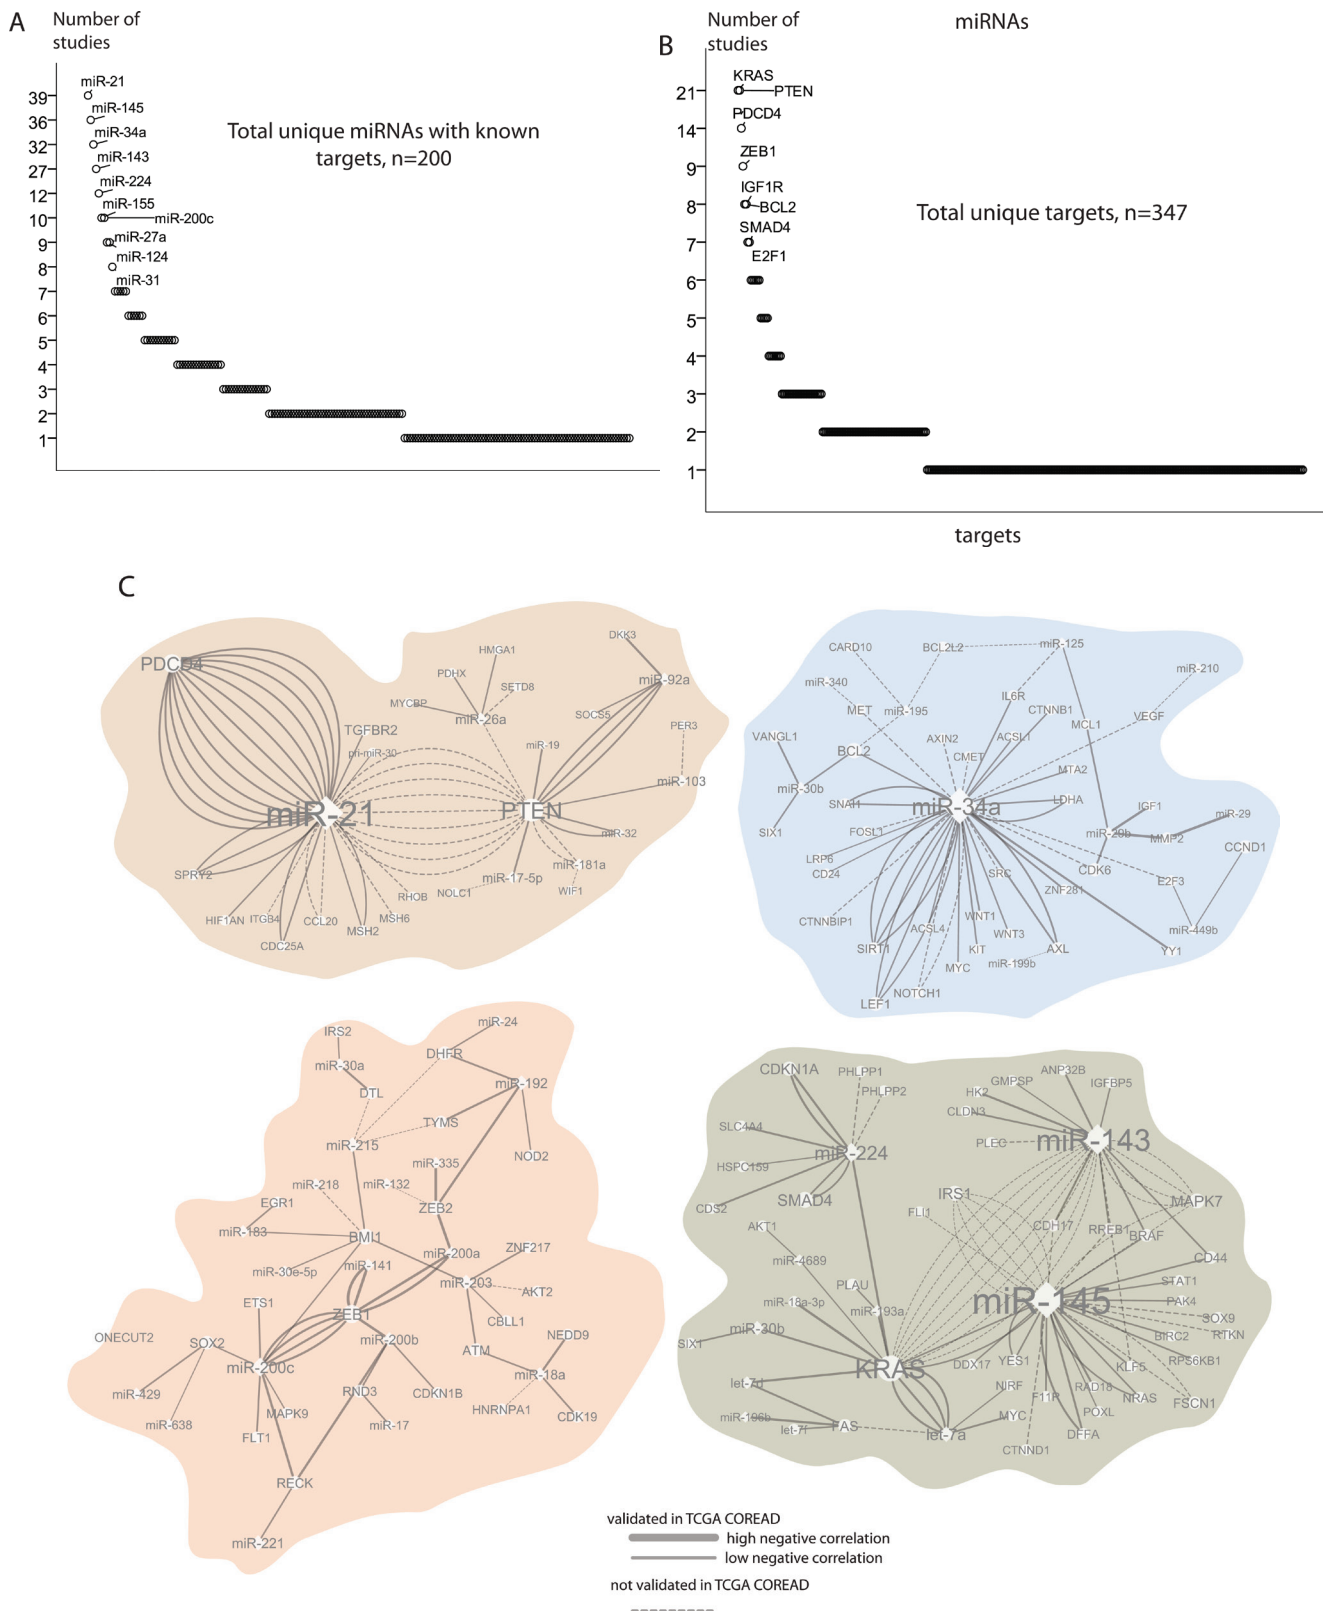 A
Number of
studies
39
36
32
27
12
10
9
8
7
6
5
4
3
2
1
miR-21
miR-145
miR-34a
miR-143
miR-224
miR-155
miR-200c
miR-27a
miR-124
miR-31
Total unique miRNAs with known
targets, n=200
miRNAs
B
Number of
studies
21
14
9
8
7
6
5
4
3
2
1
KRAS
PTEN
PDCD4
ZEB1
IGF1R
BCL2
SMAD4
E2F1
Total unique targets, n=347
targets
C
PDCD4
HMGA1
DKK3
PDHX
SETD8
miR-92a
MYCBP
miR-26a
SOCS5
TGFBR2
PER3
pri-miR-30
miR-19
miR-103
miR-21
PTEN
miR-32
miR-181a
SPRY2
miR-17-5p
RHOB
NOLC1
WIF1
HIF1AN
ITGB4
CCL20
MSH6
MSH2
CDC25A
CARD10
BCL2L2
miR-125
miR-340
miR-210
IL6R
MET
miR-195
CTNNB1
VEGF
MCL1
VANGL1
AXIN2
ACSL1
BCL2
CMET
MTA2
miR-30b
SNAI1
miR-34a
LDHA
IGF1
miR-29
SIX1
FOSL1
miR-29b
MMP2
CCND1
LRP6
CD24
SRC
CDK6
ZNF281
E2F3
CTNNBIP1
WNT1
ACSL4
WNT3
miR-449b
SIRT1
KIT
AXL
YY1
MYC
miR-199b
NOTCH1
LEF1
IRS2
miR-24
miR-30a
DHFR
miR-192
DTL
TYMS
miR-215
NOD2
miR-335
miR-218
miR-132
EGR1
ZEB2
miR-183
BMI1
miR-200a
ZNF217
miR-141
miR-30e-5p
miR-203
AKT2
ETS1
ZEB1
CBLL1
ONECUT2
SOX2
miR-200b
NEDD9
ATM
miR-200c
miR-18a
miR-429
RND3
CDKN1B
MAPK9
HNRNPA1
CDK19
miR-638
miR-17
FLT1
RECK
miR-221
CDKN1A
PHLPP1
GMPSP
ANP32B
IGFBP5
PHLPP2
HK2
CLDN3
SLC4A4
PLEC
miR-143
miR-224
HSPC159
SMAD4
IRS1
MAPK7
CDS2
FLI1
AKT1
CDH17
RREB1
BRAF
miR-4689
CD44
PLAU
STAT1
miR-18a-3p
miR-193a
miR-145
PAK4
SOX9
miR-30b
BIRC2
RTKN
SIX1
KRAS
DDX17
YES1
KLF5
RPS6KB1
let-7d
NIRF
F11R
RAD18
NRAS
FSCN1
miR-196b
let-7f
FAS
let-7a
MYC
POXL
DFFA
CTNND1
validated in TCGA COREAD
high negative correlation
low negative correlation
not validated in TCGA COREAD